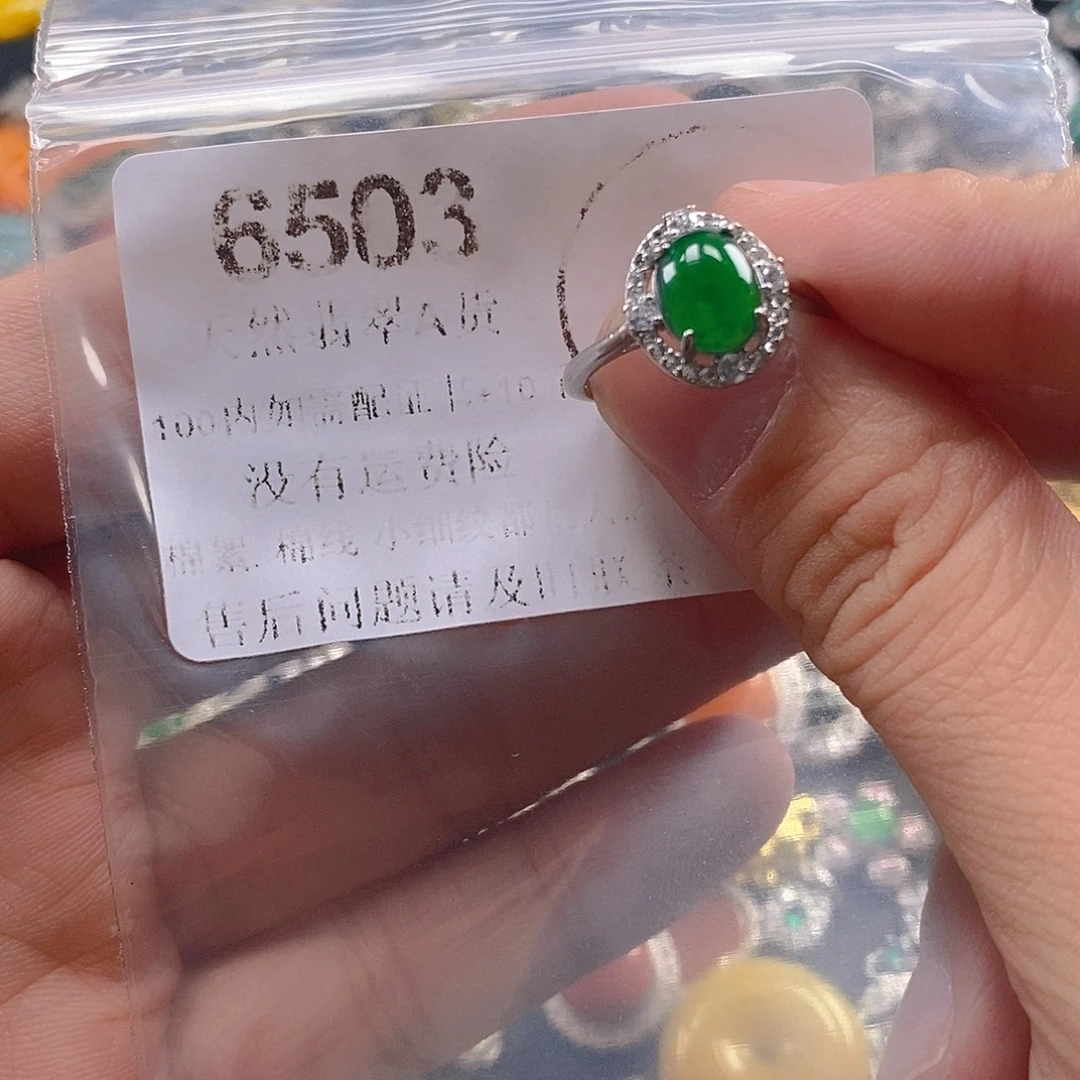 6503
天然翡翠A货
100内如需配证书+10
没有运费险
棉絮.棉线 小细纹部
售后问题请及时联系